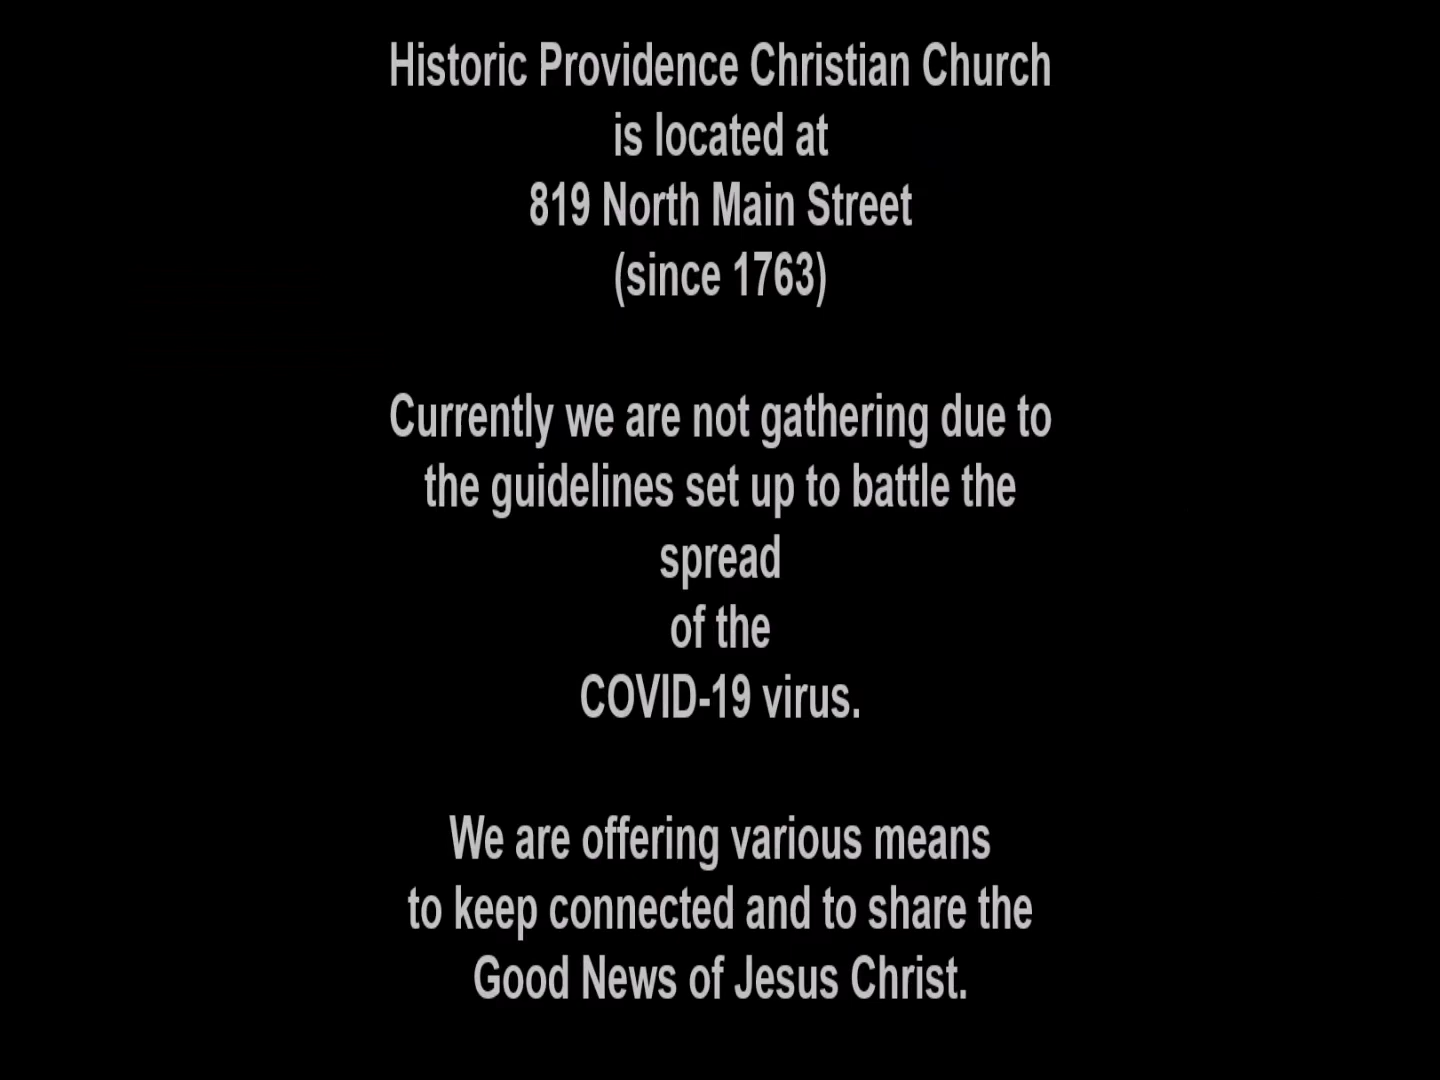 Historic Providence Christian Church
is located at
819 North Main Street
(since 1763)
Currently we are not gathering due to
the guidelines set up to battle the
spread
of the
COVID-19 virus.
We are offering various means
to keep connected and to share the
Good News of Jesus Christ.